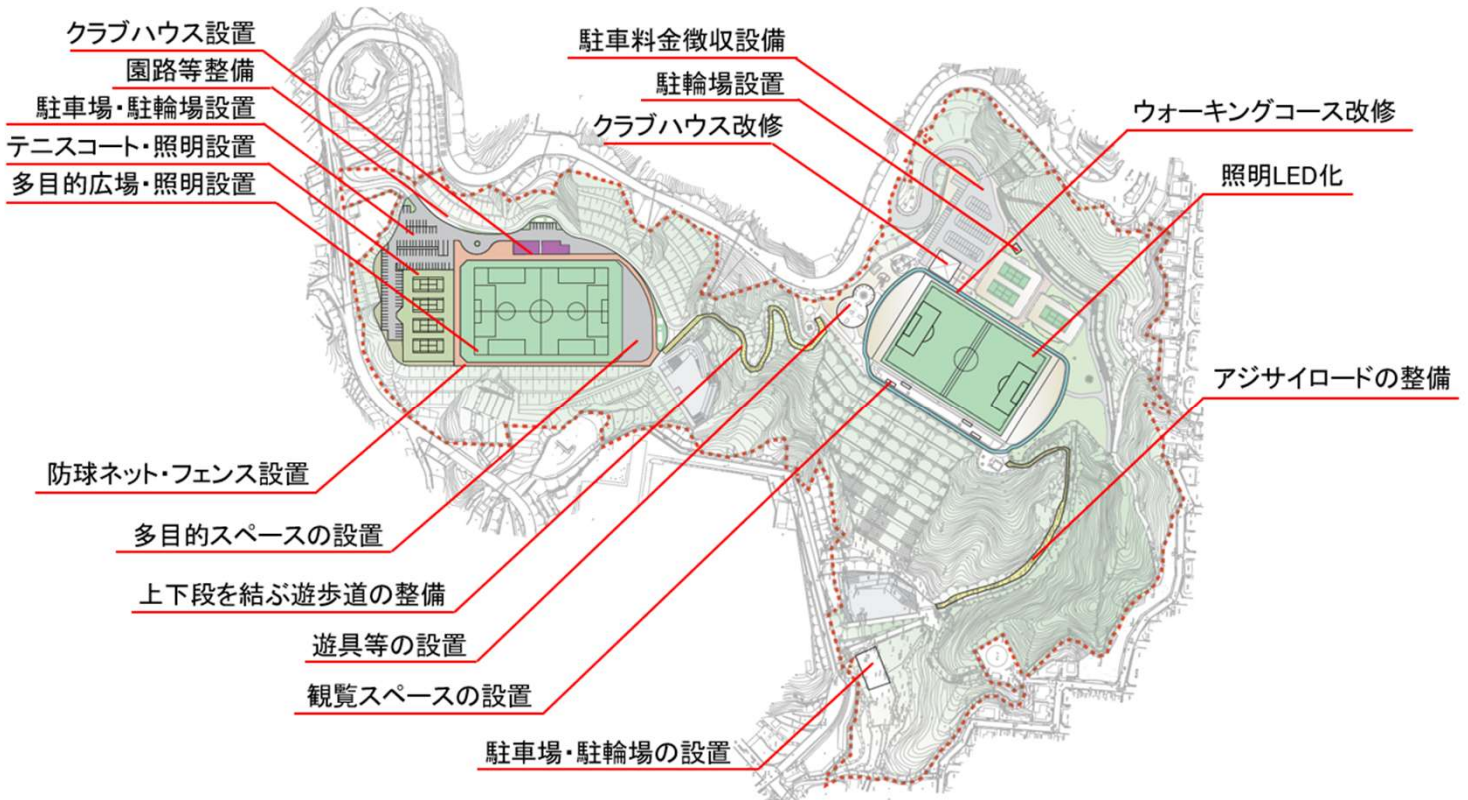 クラブハウス設置
園路等整備
駐車場・駐輪場設置
テニスコート・照明設置
多目的広場・照明設置
駐車料金徴収設備
駐輪場設置
クラブハウス改修
ウォーキングコース改修
照明LED化
アジサイロードの整備
防球ネット・フェンス設置
多目的スペースの設置
上下段を結ぶ遊歩道の整備
遊具等の設置
観覧スペースの設置
駐車場・駐輪場の設置